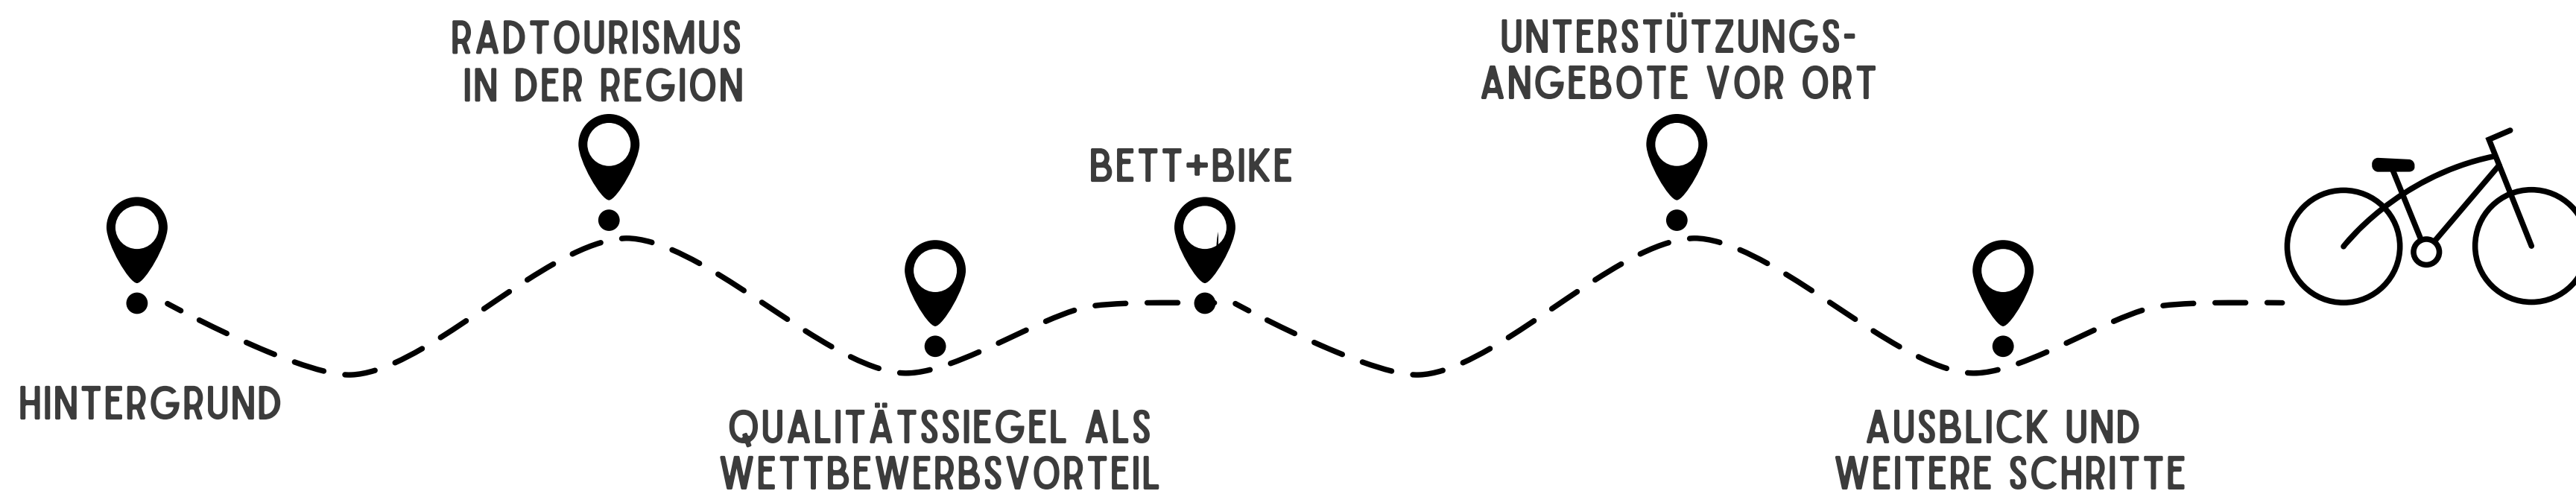 HINTERGRUND
RADTOURISMUS
IN DER REGION
QUALITÄTSSIEGEL ALS
WETTBEWERBSVORTEIL
BETT+BIKE
UNTERSTÜTZUNGS-
ANGEBOTE VOR ORT
AUSBLICK UND
WEITERE SCHRITTE